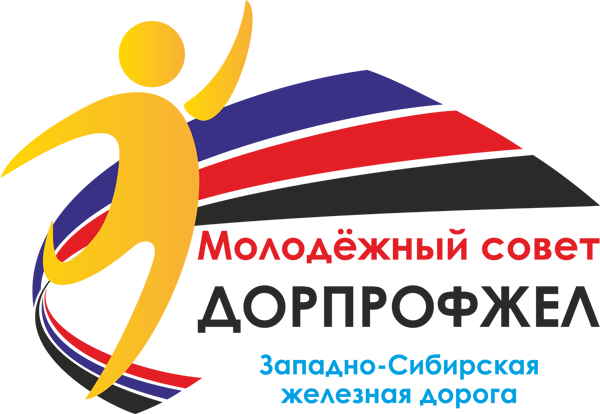 Молодёжный совет
ДОРПРОФЖЕЛ
Западно-Сибирская
железная дорога